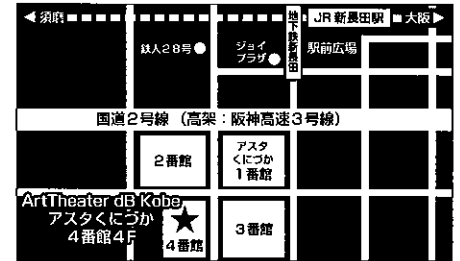 ◀須磨
JR新長田駅
大阪▶
地下鉄新長田
鉄人28号
ジョイ
プラザ
駅前広場
国道2号線(高架:阪神高速3号線)
2番館
アスタ
くにづか
1番館
ArtTheater dB Kobe
アスタくにづか
4番館4F
4番館
3番館